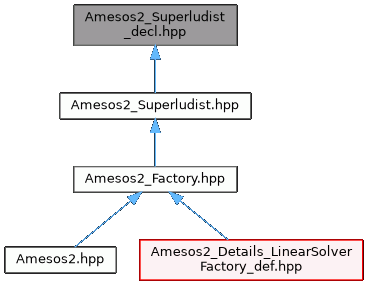 Amesos2_Superludist
_decl.hpp
Amesos2_Superludist.hpp
Amesos2_Factory.hpp
Amesos2.hpp
Amesos2_Details_LinearSolver
Factory_def.hpp